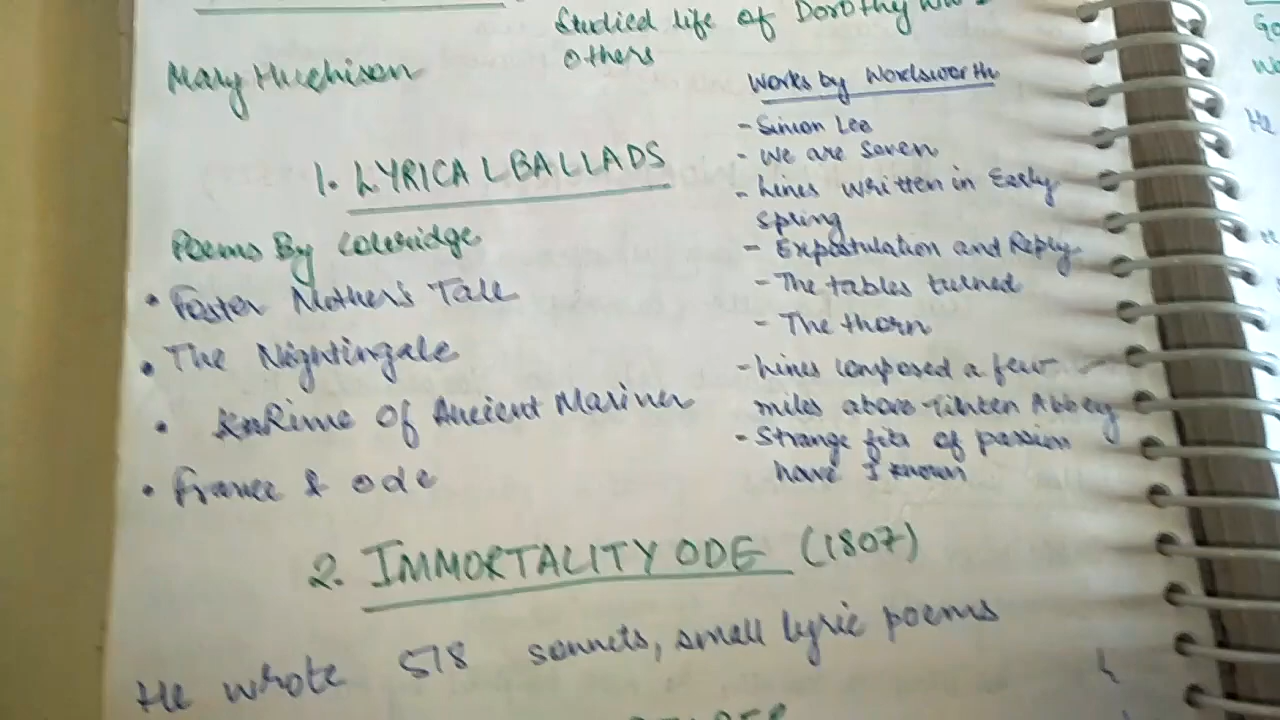 Studied life of Dorothy
others
Mary Huchison
1. LYRICAL BALLADS
Poems By Coleridge
• Foster Mother's Tale
• The Nightingale
• Rime Of Ancient Mariner
• France & ode
Works by Wordsworth
- Simon Lee
- We are Seven
- Lines written in Early
spring
- Expostulation and Reply
- The tables turned
- The thorn
- Lines composed a few
miles above Tinten Abbey
- Strange fits of passion
have I known
2. IMMORTALITY ODE (1807)
He wrote 518 sonnets, small lyric poems